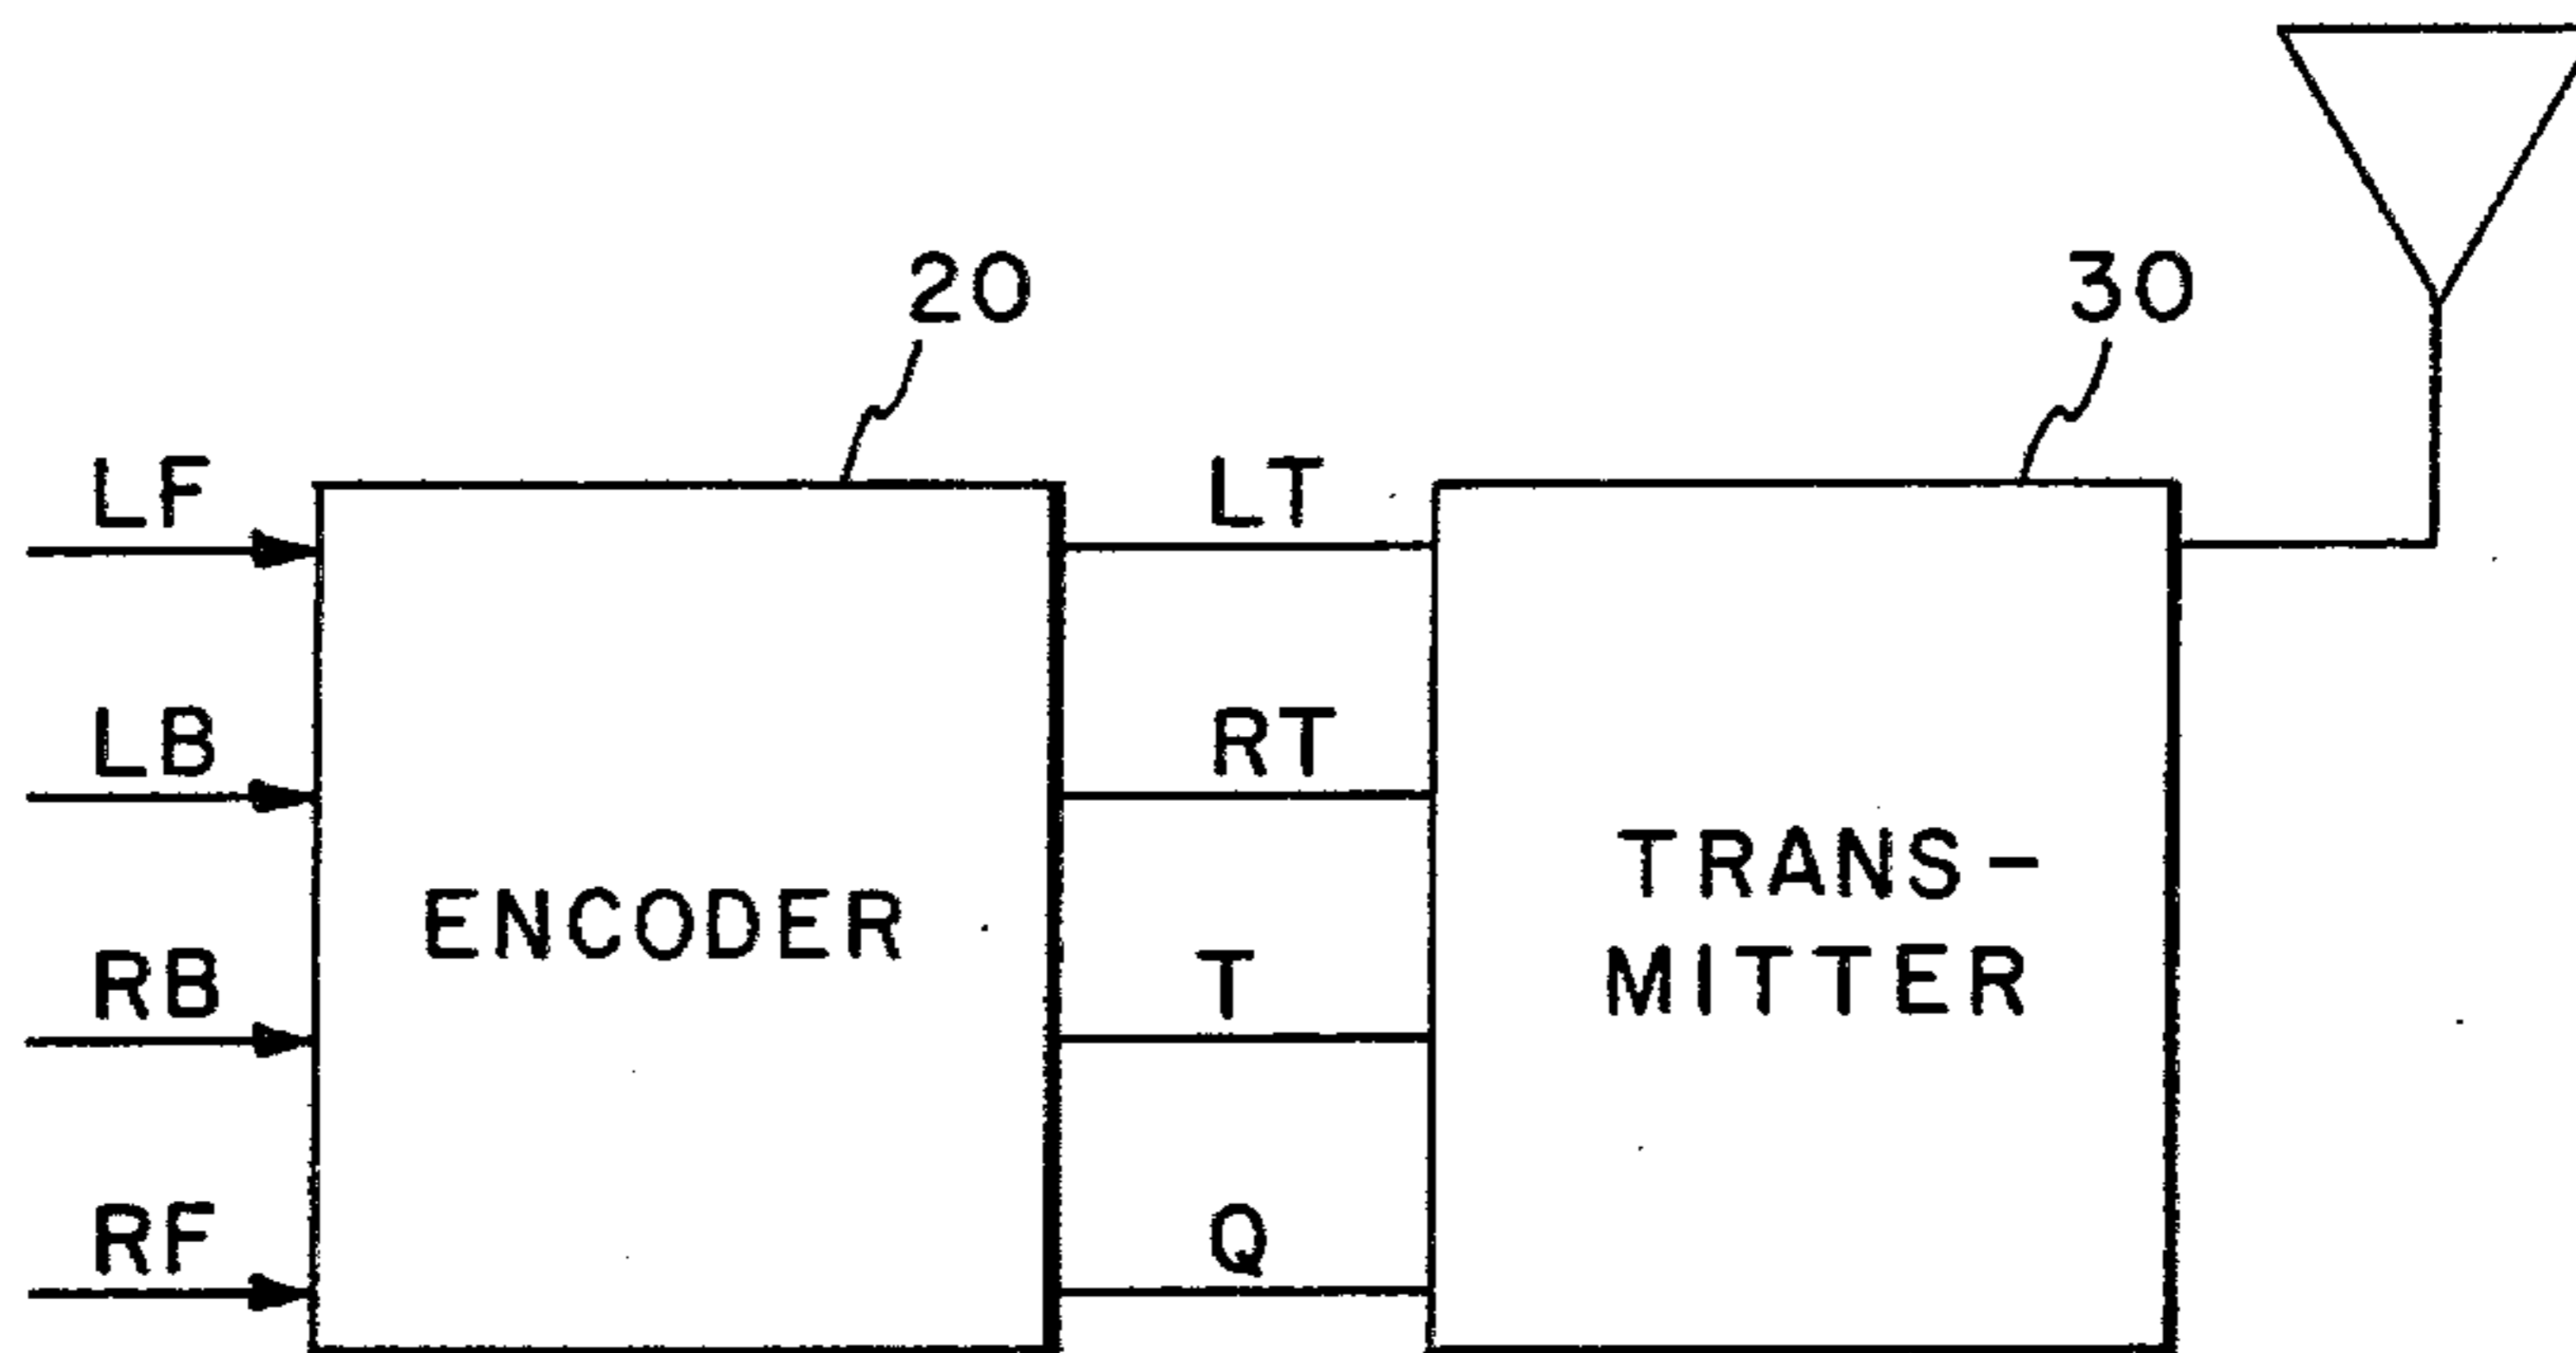 20
30
LF
LT
LB
RT
ENCODER
TRANS-
MITTER
RB
T
RF
Q